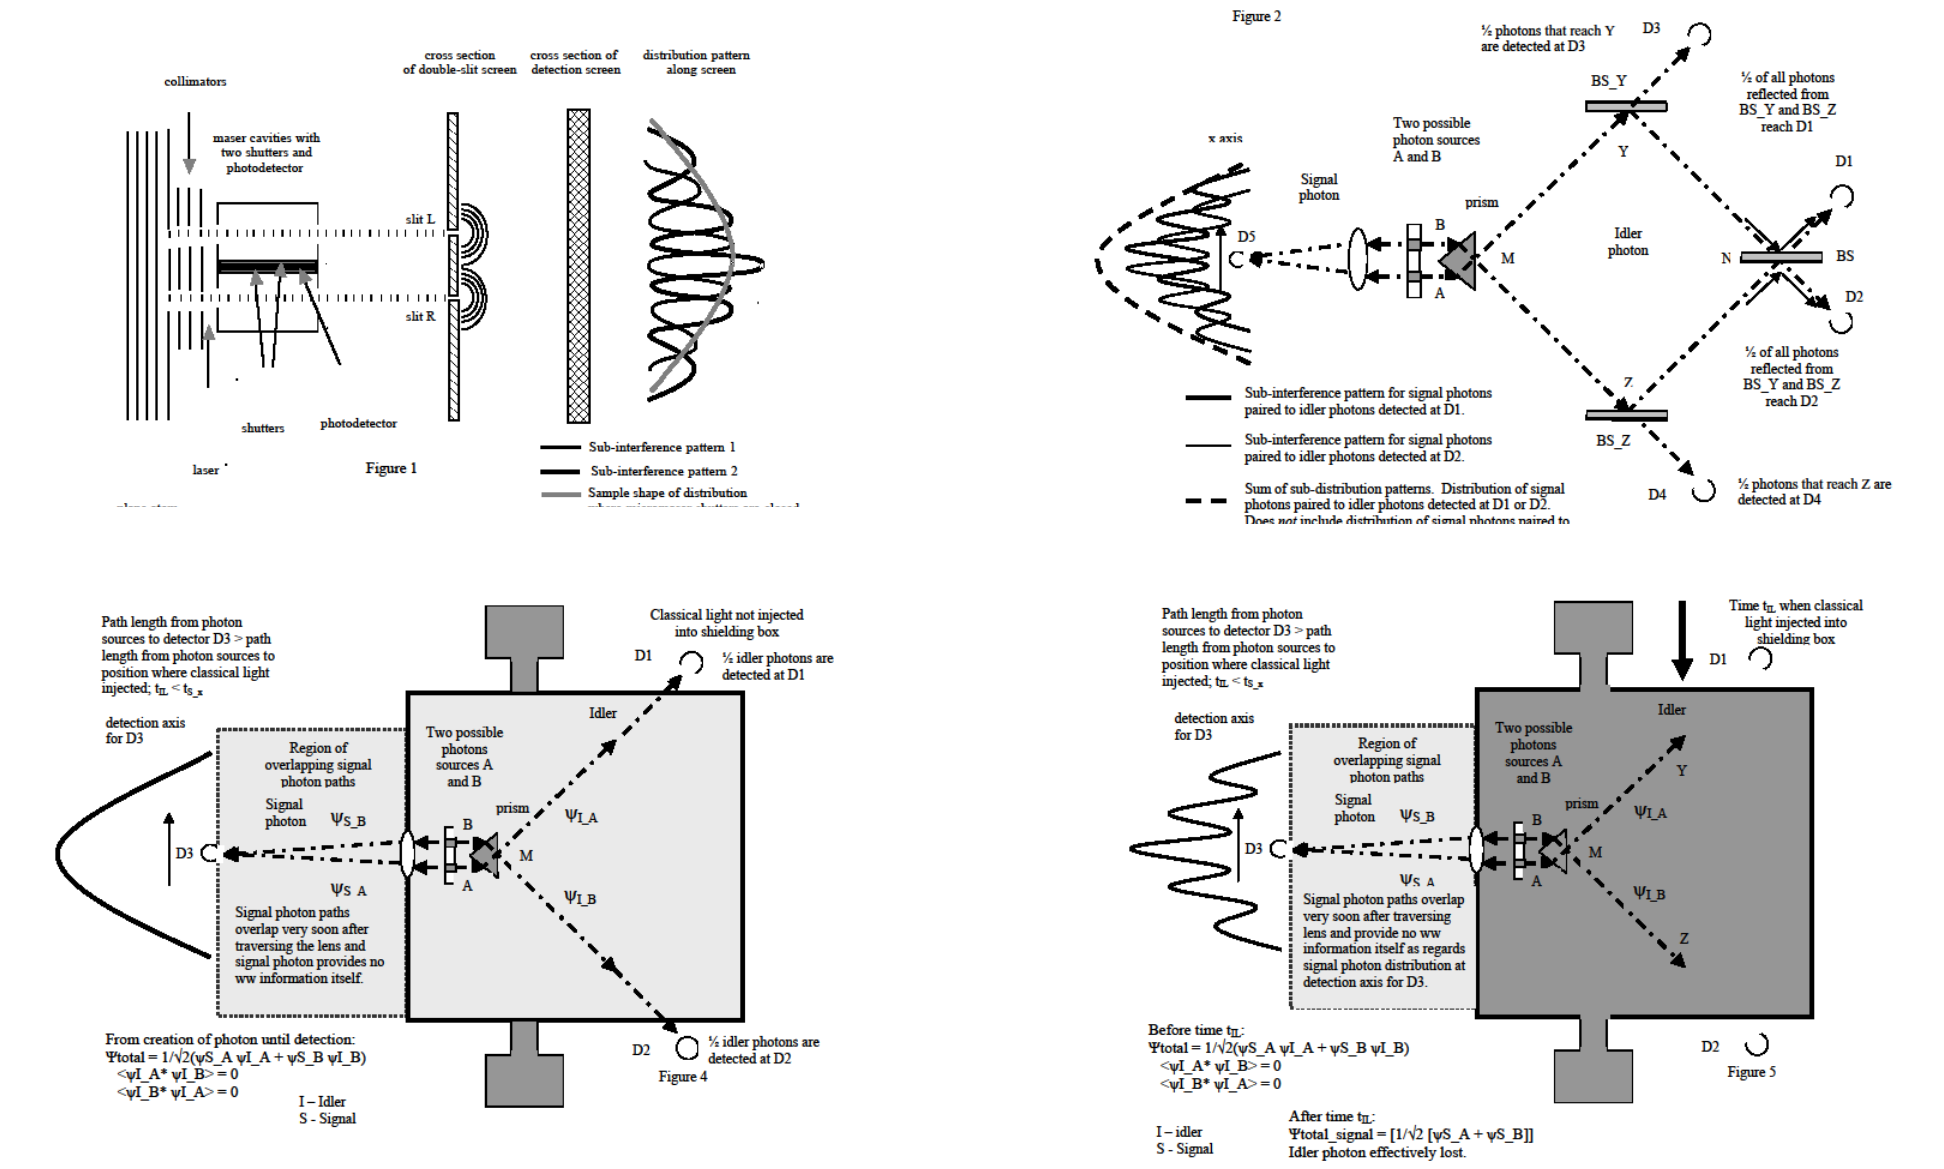 cross section
of double-slit screen
cross section of
detection screen
distribution pattern
along screen
collimators
maser cavities with
two shutters and
photodetector
slit L
slit R
shutters
photodetector
laser
Figure 1
Sub-interference pattern 1
Sub-interference pattern 2
Sample shape of distribution
Figure 2
½ photons that reach Y
are detected at D3
D3
BS_Y
½ of all photons
reflected from
BS_Y and BS_Z
reach D1
Two possible
photon sources
A and B
x axis
Y
D1
Signal
photon
prism
B
D5
Idler
photon
M
N
BS
A
D2
½ of all photons
reflected from
BS_Y and BS_Z
reach D2
Z
Sub-interference pattern for signal photons
paired to idler photons detected at D1.
Sub-interference pattern for signal photons
paired to idler photons detected at D2.
BS_Z
Sum of sub-distribution patterns. Distribution of signal
photons paired to idler photons detected at D1 or D2.
Does not include distribution of signal photons paired to
D4
½ photons that reach Z are
detected at D4
Path length from photon
sources to detector D3 > path
length from photon sources to
position where classical light
injected; tIL < tS_x
Classical light not injected
into shielding box
D1
½ idler photons are
detected at D1
detection axis
for D3
Region of
overlapping signal
photon paths
Two possible
photons
sources A
and B
Idler
Signal
photon
ΨS_B
prism
ΨI_A
B
D3
M
A
ΨS_A
ΨI_B
Signal photon paths
overlap very soon after
traversing the lens and
signal photon provides no
ww information itself.
From creation of photon until detection:
Ψtotal = 1/√2(ψS_A ψI_A + ψS_B ψI_B)
<ψI_A* ψI_B> = 0
<ψI_B* ψI_A> = 0
I – Idler
S - Signal
D2
½ idler photons are
detected at D2
Figure 4
Path length from photon
sources to detector D3 > path
length from photon sources to
position where classical light
injected; tIL < tS_x
Time tIL when classical
light injected into
shielding box
D1
detection axis
for D3
Region of
overlapping signal
photon paths
Two possible
photons
sources A
and B
Idler
Y
Signal
photon
ΨS_B
prism
ΨI_A
B
D3
M
A
ΨS_A
ΨI_B
Z
Signal photon paths overlap
very soon after traversing
lens and provide no ww
information itself as regards
signal photon distribution at
detection axis for D3.
Before time tIL:
Ψtotal = 1/√2(ψS_A ψI_A + ψS_B ψI_B)
<ψI_A* ψI_B> = 0
<ψI_B* ψI_A> = 0
D2
Figure 5
I – idler
S - Signal
After time tIL:
Ψtotal_signal = [1/√2 [ψS_A + ψS_B]]
Idler photon effectively lost.